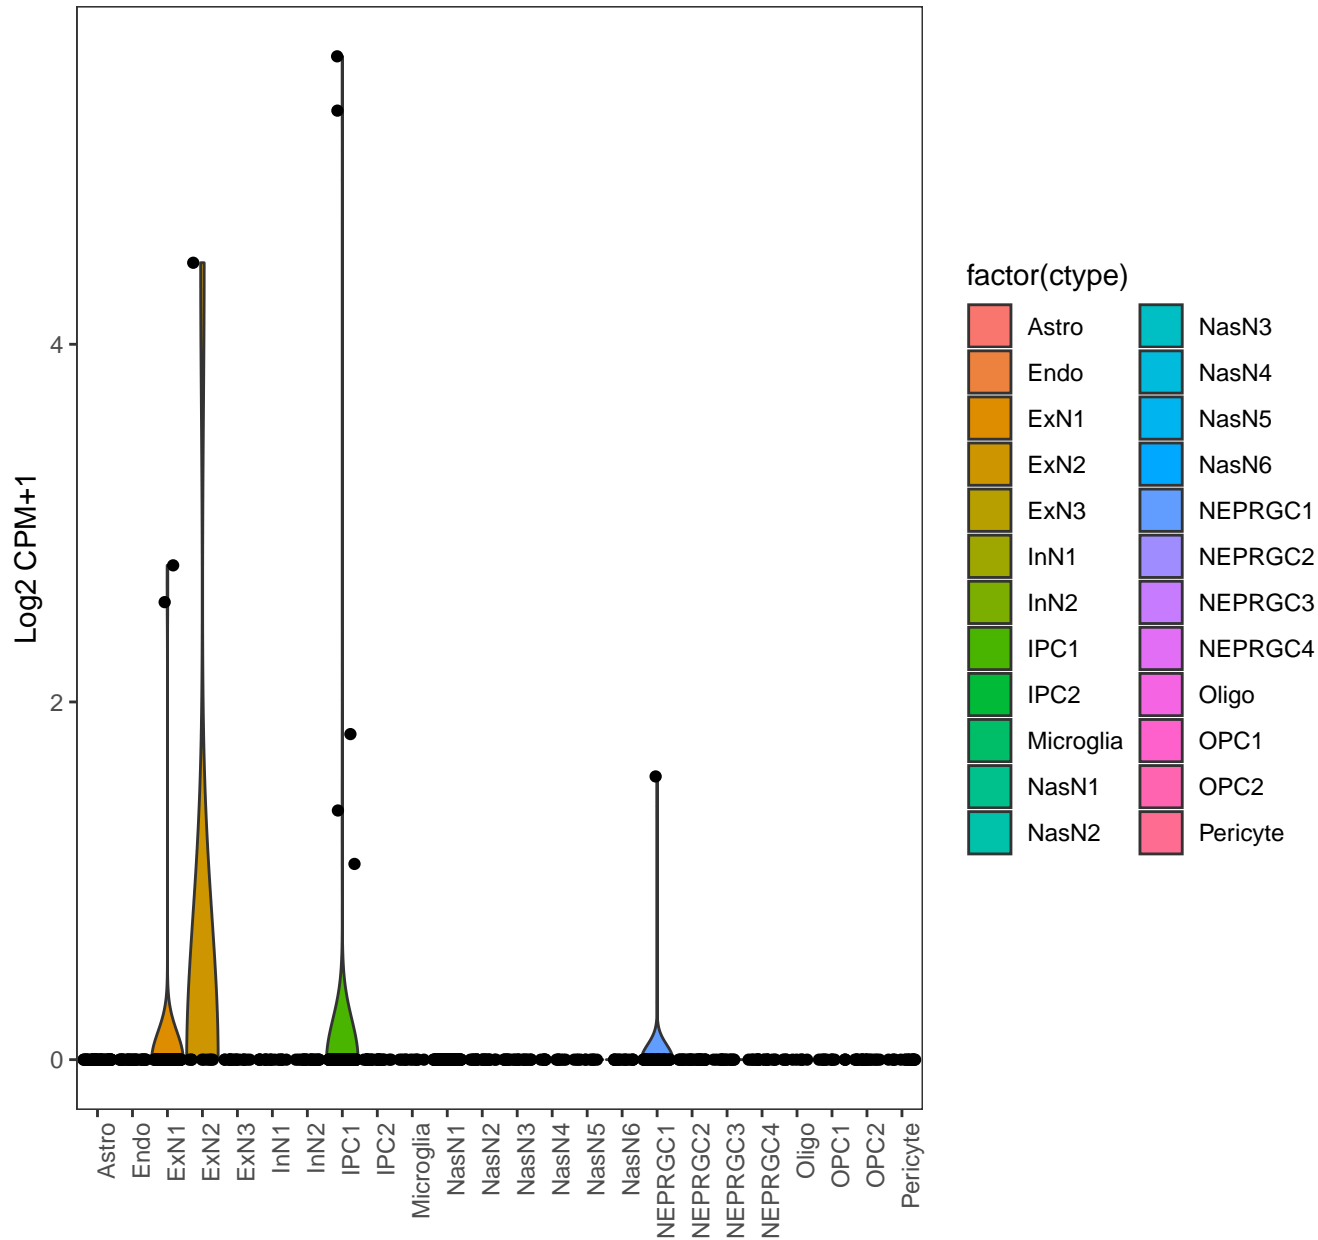 Log2 CPM+1
4
2
0
Astro
Endo
ExN1
ExN2
ExN3
InN1
InN2
IPC1
IPC2
Microglia
NasN1
NasN2
NasN3
NasN4
NasN5
NasN6
NEPRGC1
NEPRGC2
NEPRGC3
NEPRGC4
Oligo
OPC1
OPC2
Pericyte
factor(ctype)
Astro
Endo
ExN1
ExN2
ExN3
InN1
InN2
IPC1
IPC2
Microglia
NasN1
NasN2
NasN3
NasN4
NasN5
NasN6
NEPRGC1
NEPRGC2
NEPRGC3
NEPRGC4
Oligo
OPC1
OPC2
Pericyte